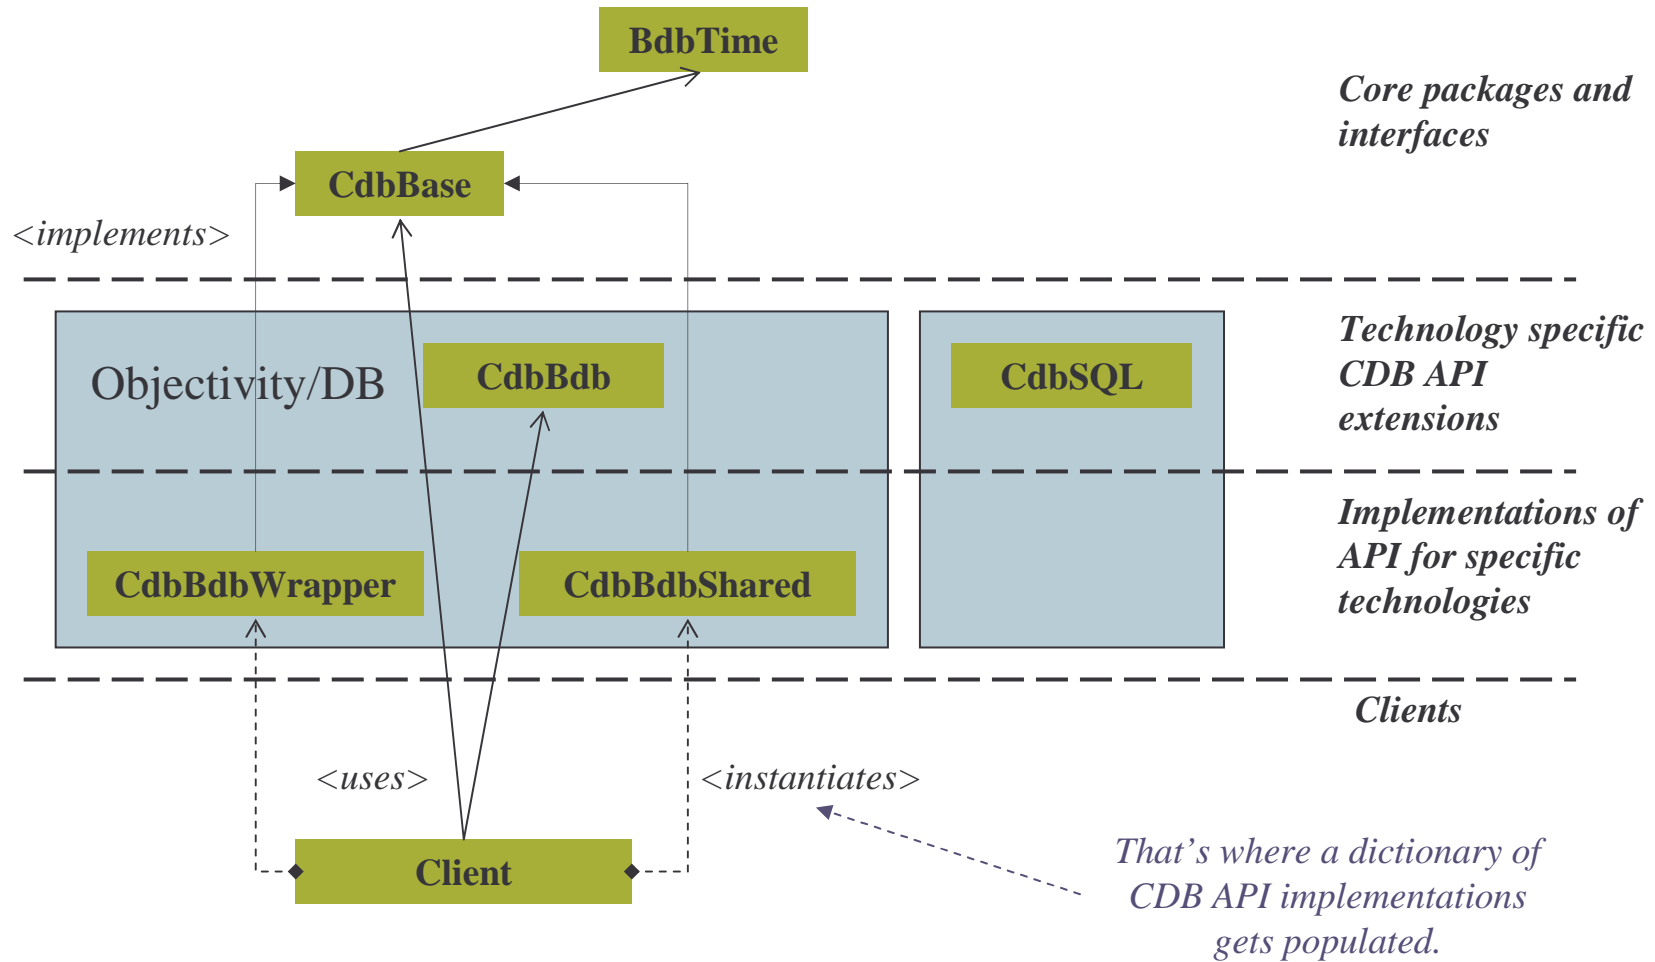 BdbTime
Core packages and
interfaces
CdbBase
<implements>
Technology specific
CDB API
extensions
Objectivity/DB
CdbBdb
CdbSQL
Implementations of
API for specific
technologies
CdbBdbWrapper
CdbBdbShared
Clients
<uses>
<instantiates>
Client
That’s where a dictionary of
CDB API implementations
gets populated.